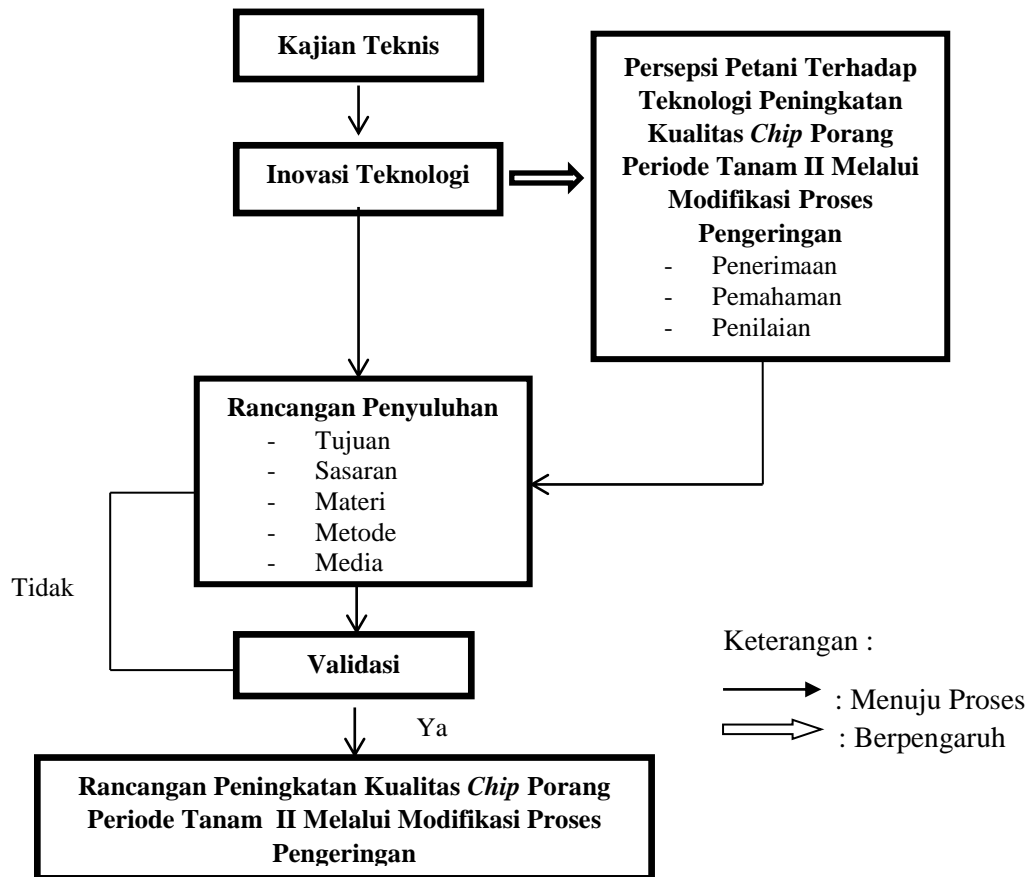 Kajian Teknis
Inovasi Teknologi
Persepsi Petani Terhadap
Teknologi Peningkatan
Kualitas Chip Porang
Periode Tanam II Melalui
Modifikasi Proses
Pengeringan
- Penerimaan
- Pemahaman
- Penilaian
Rancangan Penyuluhan
- Tujuan
- Sasaran
- Materi
- Metode
- Media
Tidak
Validasi
Ya
Rancangan Peningkatan Kualitas Chip Porang
Periode Tanam II Melalui Modifikasi Proses
Pengeringan
Keterangan :
: Menuju Proses
: Berpengaruh